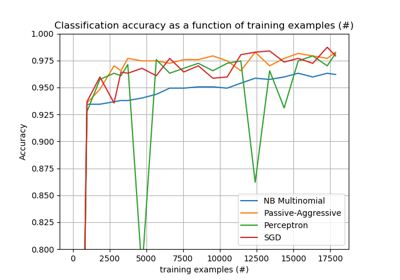 Classification accuracy as a function of training examples (#)
1.000
0.975
0.950
0.925
0.900
0.875
0.850
0.825
0.800
Accuracy
NB Multinomial
Passive-Aggressive
Perceptron
SGD
0 2500 5000 7500 10000 12500 15000 17500
training examples (#)